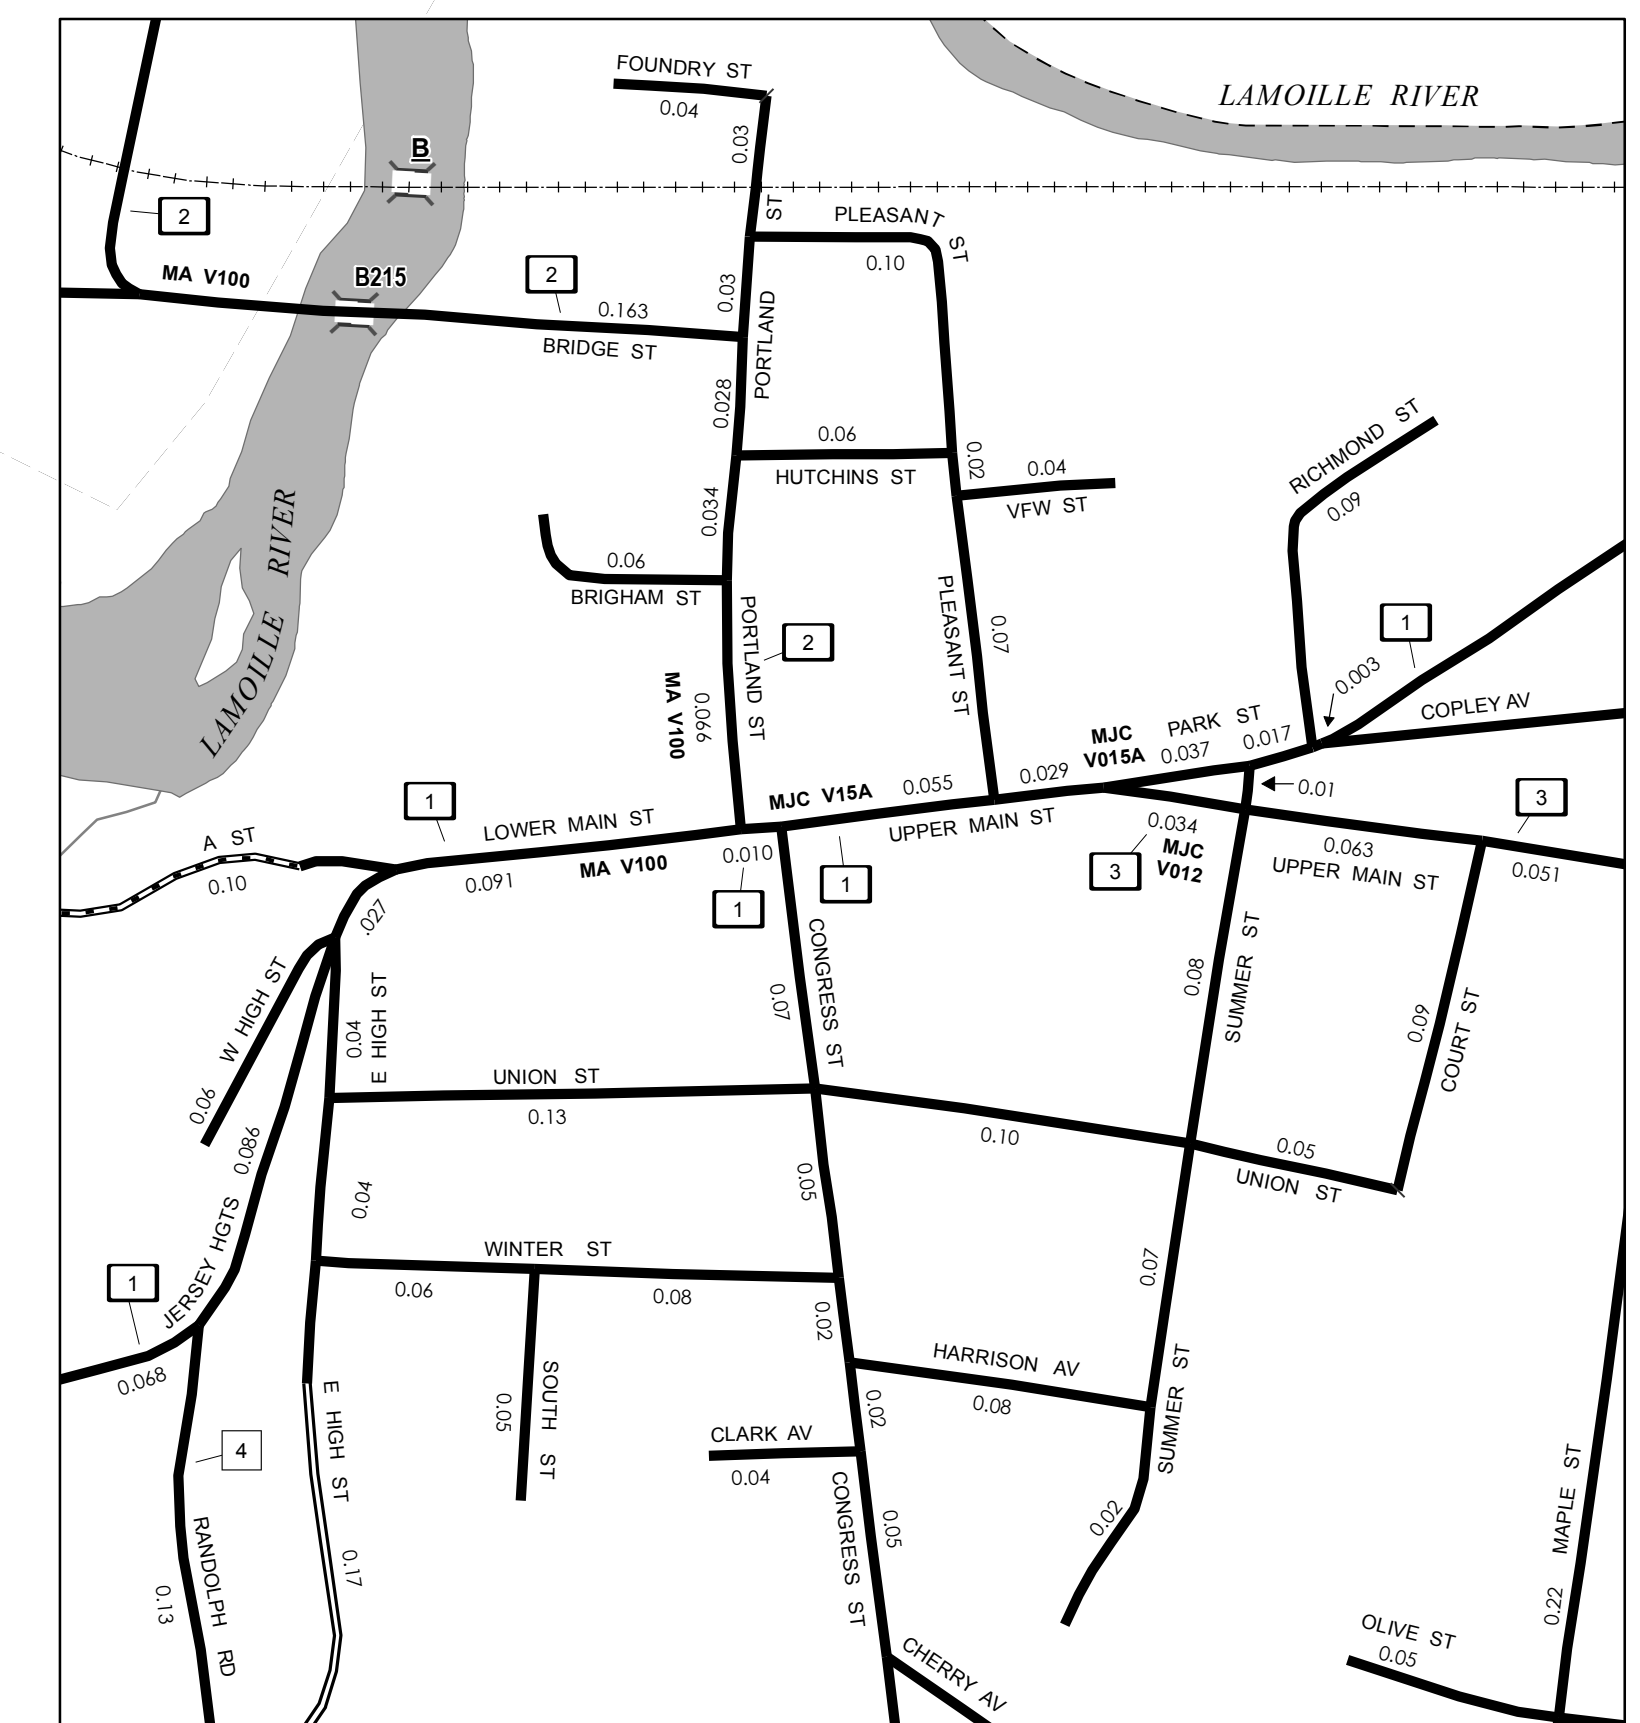 FOUNDRY ST
0.04
LAMOILLE RIVER
0.03
B
2
ST
PLEASANT ST
0.10
MA V100
B215
2
0.163
0.03
BRIDGE ST
PORTLAND
0.028
0.06
HUTCHINS ST
0.02
0.04
VFW ST
RICHMOND ST
0.09
0.034
LAMOILLE RIVER
0.06
BRIGHAM ST
PORTLAND ST
2
PLEASANT ST
0.07
1
0.003
MA V100
0.096
COPLEY AV
PARK ST
MJC
V015A
0.037
0.017
0.029
0.055
MJC V15A
0.01
3
1
LOWER MAIN ST
UPPER MAIN ST
A ST
0.10
0.091
MA V100
0.010
1
1
0.034
MJC
V012
3
0.063
UPPER MAIN ST
0.051
.027
W HIGH ST
0.06
E HIGH ST
0.04
CONGRESS ST
0.07
SUMMER ST
0.08
COURT ST
0.09
UNION ST
0.13
0.10
0.05
UNION ST
0.086
JERSEY HGTS
0.04
0.05
WINTER ST
0.06
0.08
0.07
1
0.068
0.02
HARRISON AV
0.08
SUMMER ST
0.02
4
E HIGH ST
0.17
SOUTH ST
0.05
CLARK AV
0.04
0.02
CONGRESS ST
0.05
RANDOLPH RD
0.13
MAPLE ST
0.22
OLIVE ST
0.05
CHERRY AV